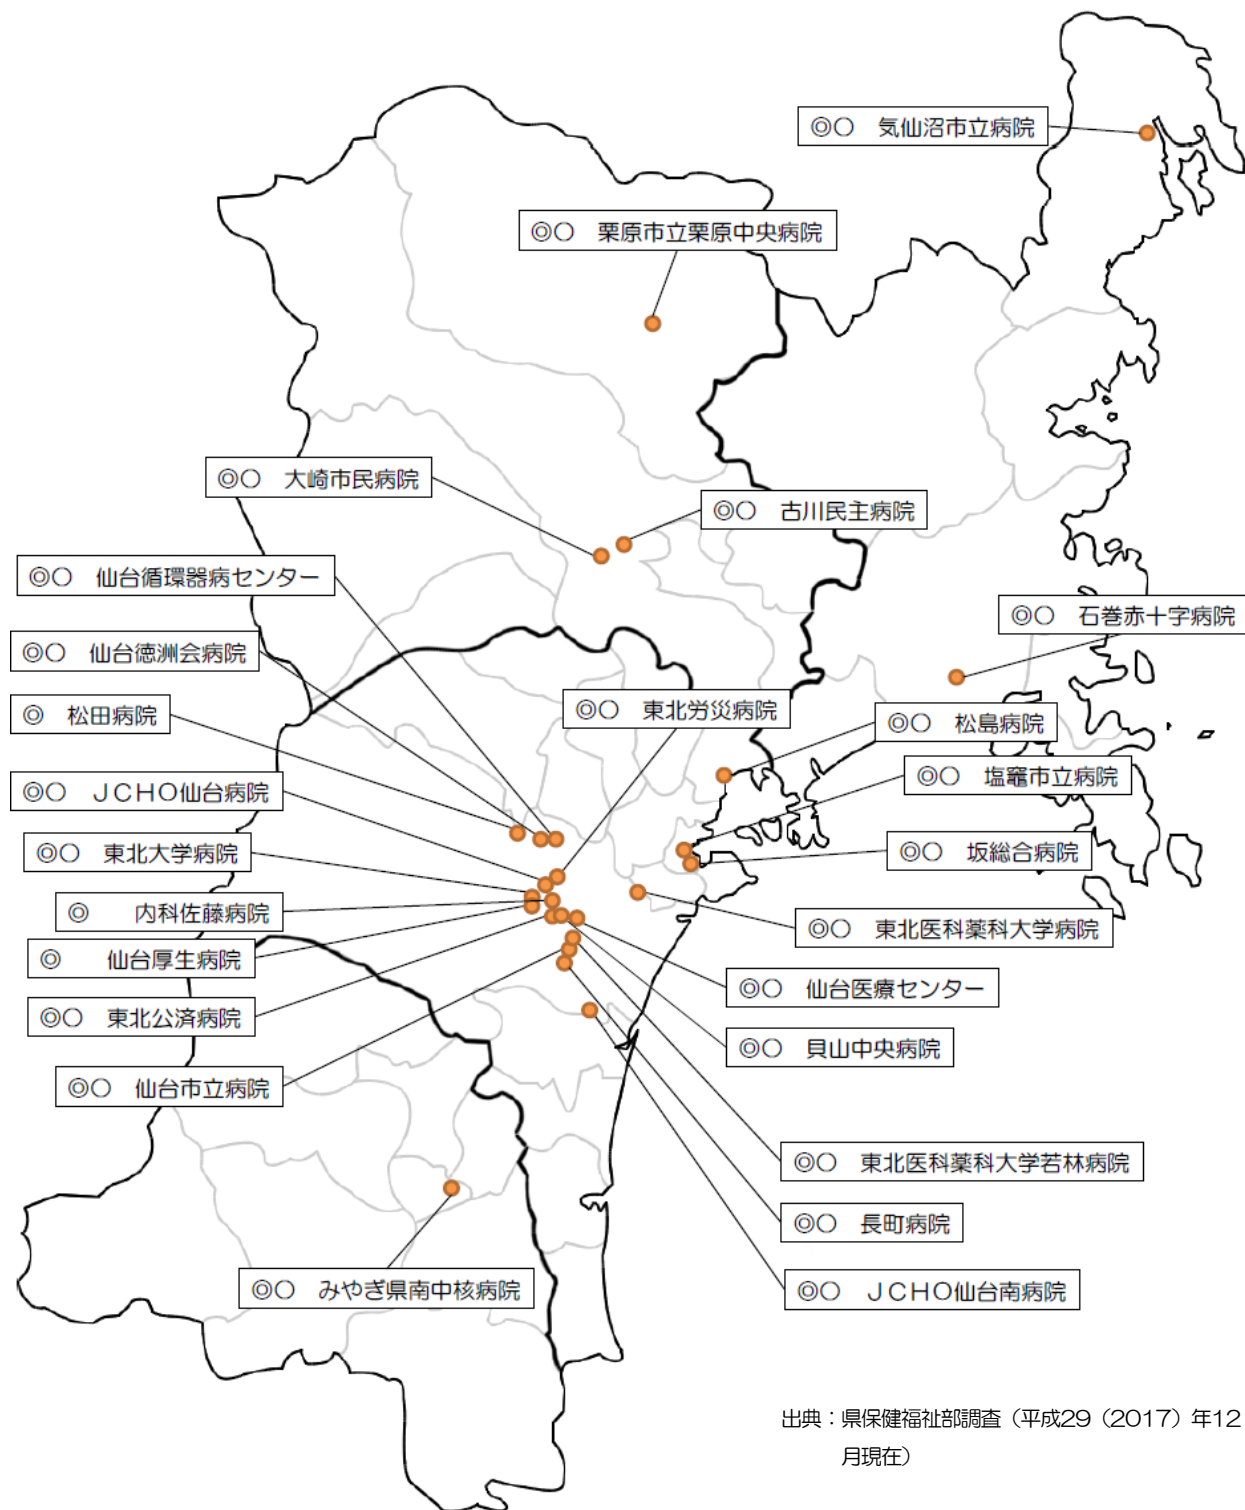 ◎○　気仙沼市立病院
◎○　栗原市立栗原中央病院
◎○　大崎市民病院
◎○　古川民主病院
◎○　仙台循環器病センター
◎○　石巻赤十字病院
◎○　仙台徳洲会病院
◎　松田病院
◎○　東北労災病院
◎○　松島病院
◎○　塩竈市立病院
◎○　ＪＣＨＯ仙台病院
◎○　東北大学病院
◎○　坂総合病院
◎　　内科佐藤病院
◎○　東北医科薬科大学病院
◎　　仙台厚生病院
◎○　仙台医療センター
◎○　東北公済病院
◎○　貝山中央病院
◎○　仙台市立病院
◎○　東北医科薬科大学若林病院
◎○　長町病院
◎○　みやぎ県南中核病院
◎○　ＪＣＨＯ仙台南病院
出典：県保健福祉部調査（平成29（2017）年12
月現在）